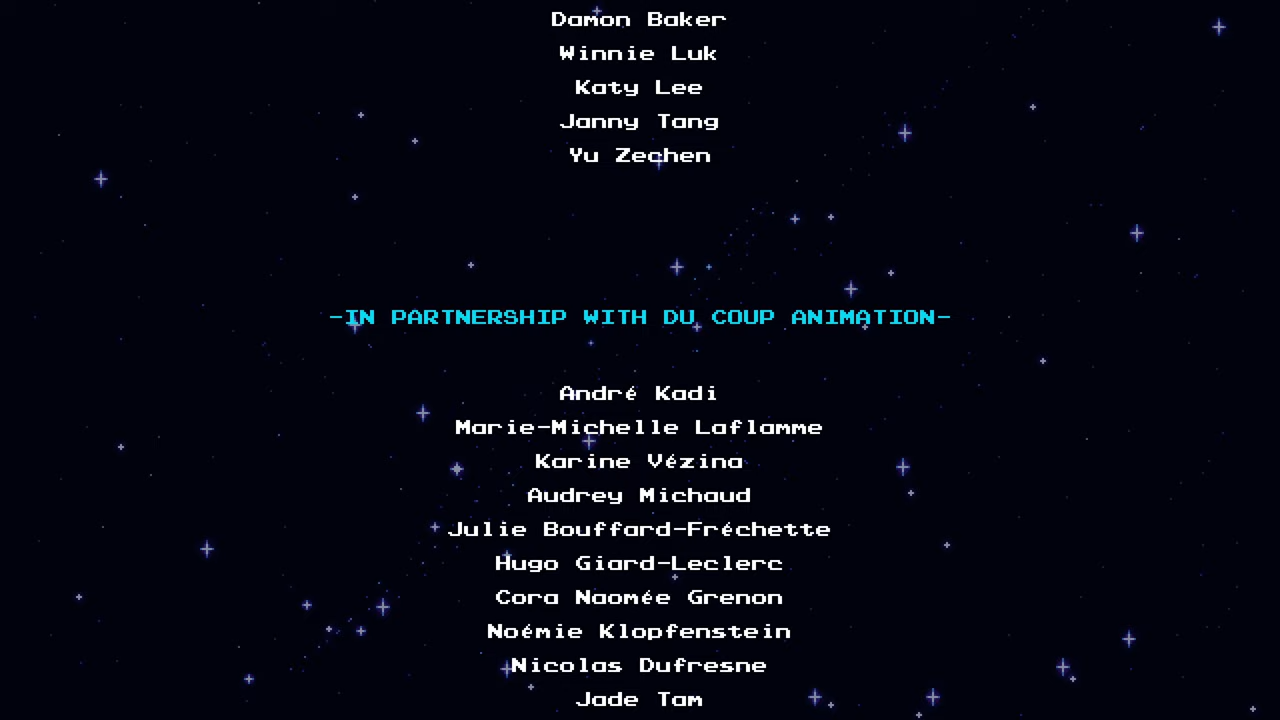 Damon Baker
Winnie Luk
Katy Lee
Janny Tang
Yu Zechen
-IN PARTNERSHIP WITH DU COUP ANIMATION-
André Kadi
Marie-Michelle Laflamme
Karine Vézina
Audrey Michaud
Julie Bouffard-Fréchette
Hugo Giard-Leclerc
Cora Naomée Grenon
Noémie Klopfenstein
Nicolas Dufresne
Jade Tam